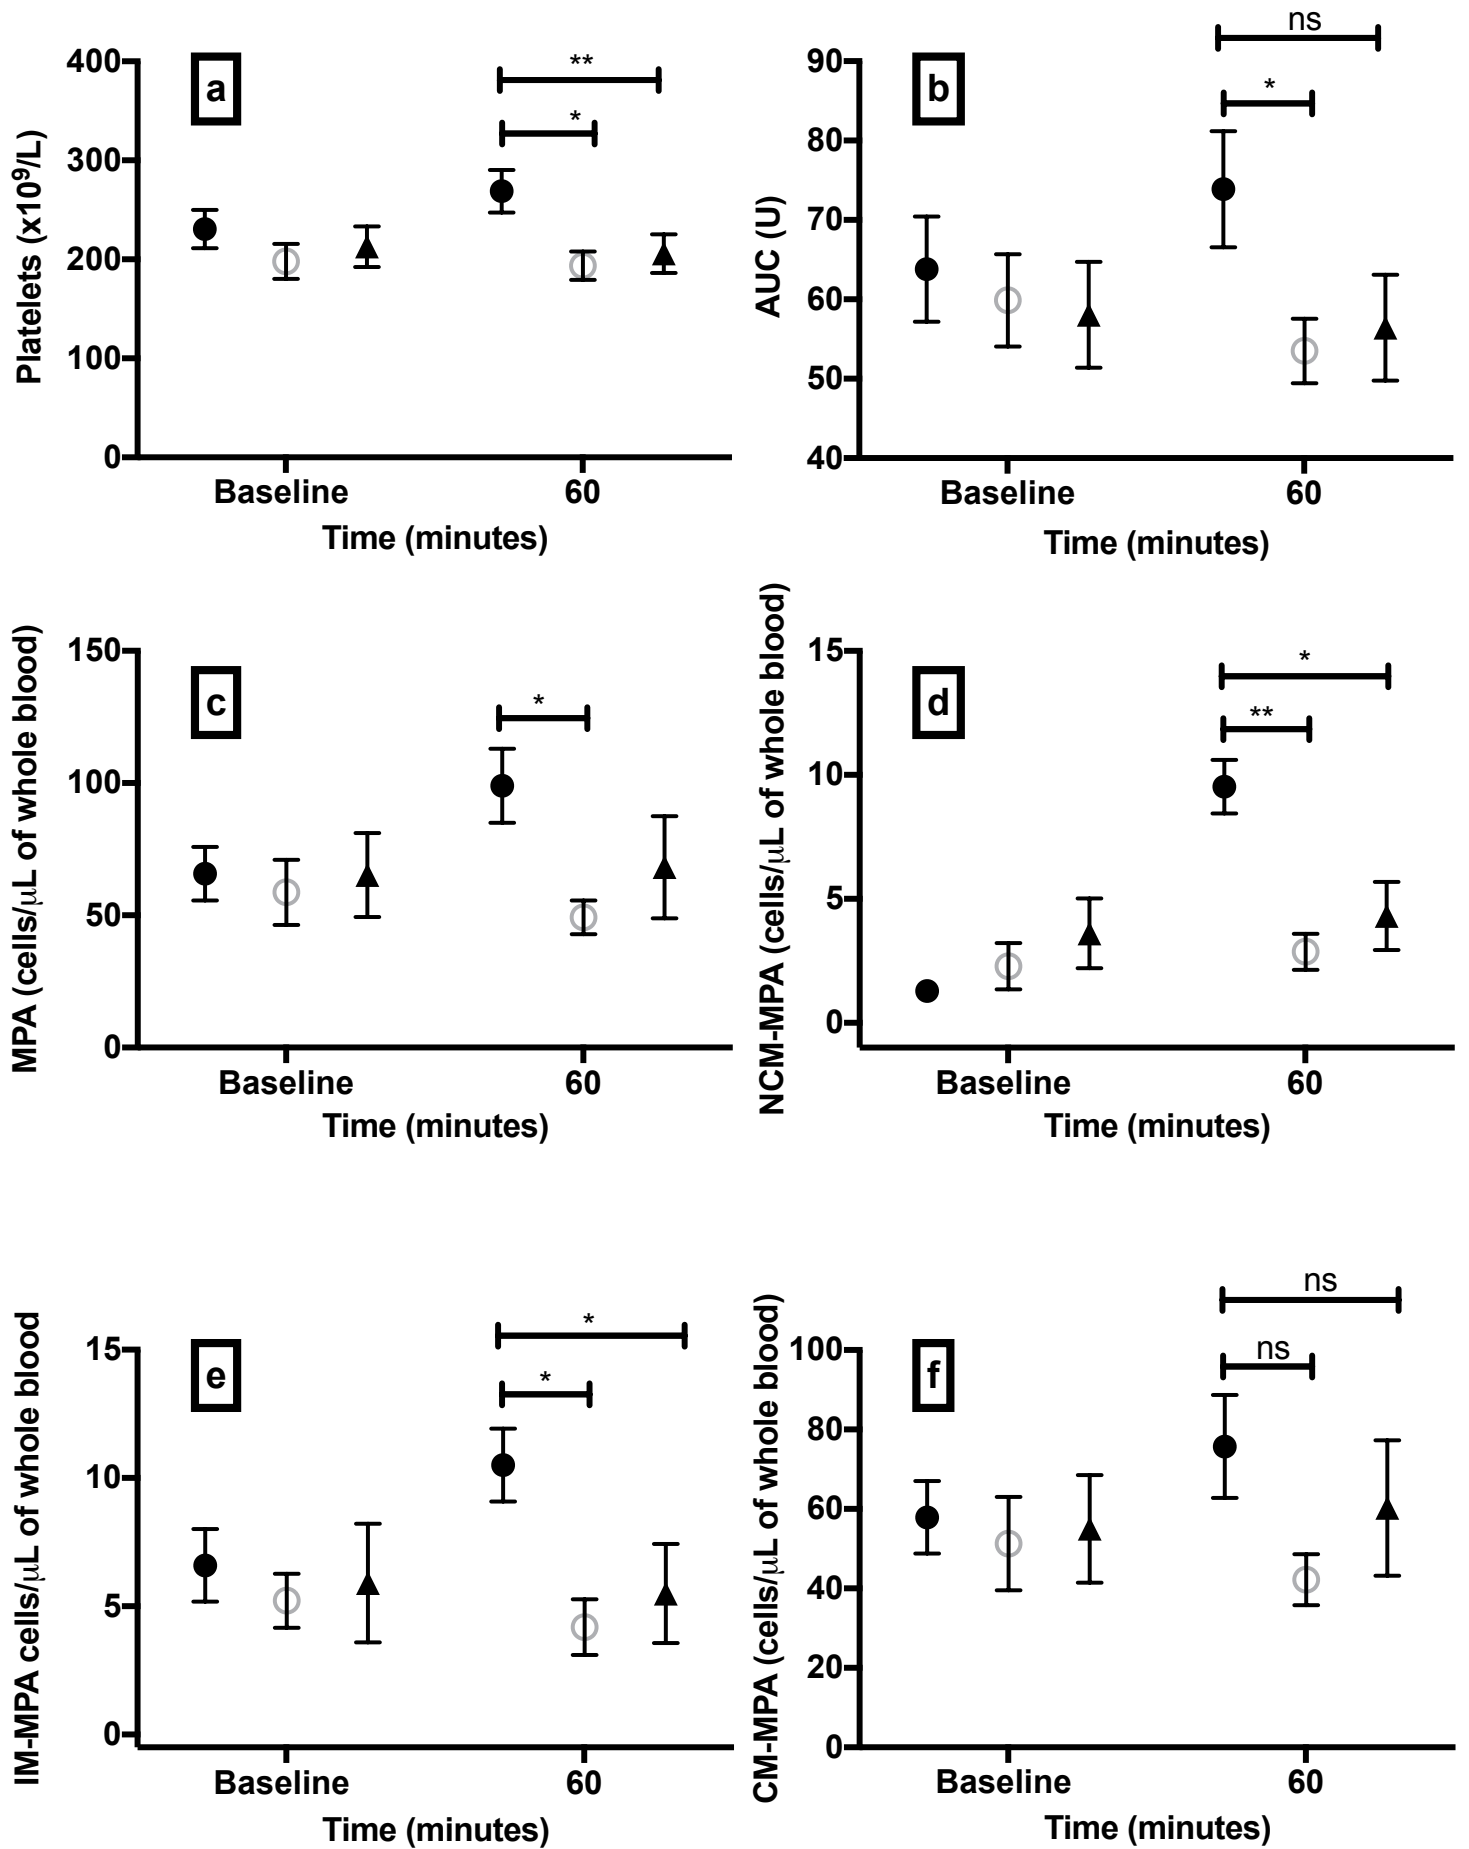 a
**
*
400
300
200
100
0
Platelets (x10⁹/L)
Baseline 60
Time (minutes)
b
ns
*
90
80
70
60
50
40
AUC (U)
Baseline 60
Time (minutes)
c
*
150
100
50
0
MPA (cells/μL of whole blood)
Baseline 60
Time (minutes)
d
*
**
15
10
5
0
NCM-MPA (cells/μL of whole blood)
Baseline 60
Time (minutes)
e
*
*
15
10
5
0
IM-MPA cells/μL of whole blood
Baseline 60
Time (minutes)
f
ns
ns
100
80
60
40
20
0
CM-MPA (cells/μL of whole blood)
Baseline 60
Time (minutes)